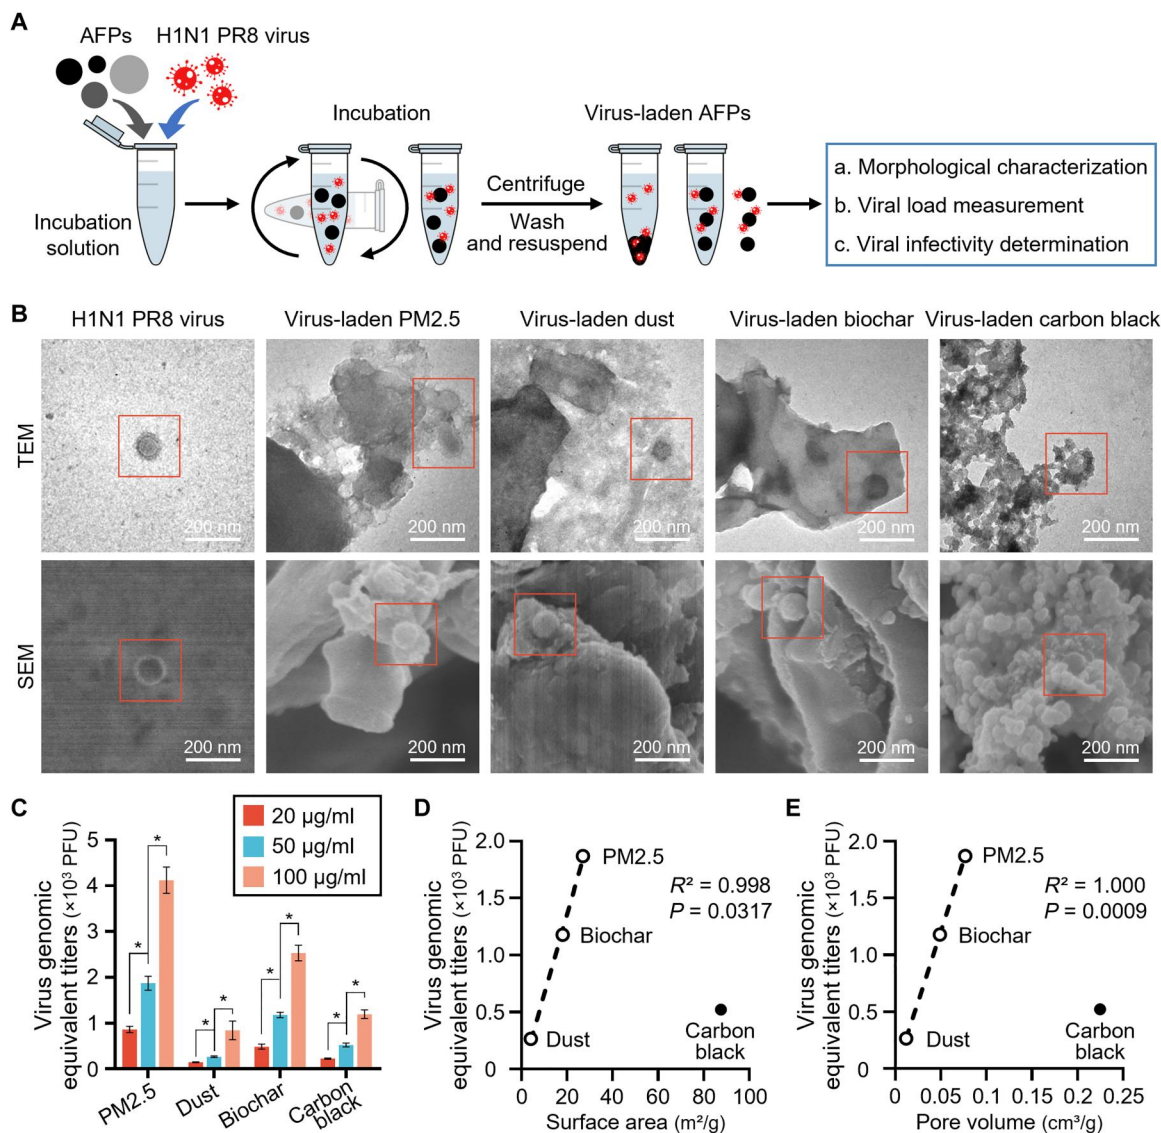 A
AFPs
H1N1 PR8 virus
Incubation
solution
Incubation
Centrifuge
Wash
and resuspend
Virus-laden AFPs
a. Morphological characterization
b. Viral load measurement
c. Viral infectivity determination
B
H1N1 PR8 virus
Virus-laden PM2.5
Virus-laden dust
Virus-laden biochar
Virus-laden carbon black
TEM
200 nm
200 nm
200 nm
200 nm
200 nm
SEM
200 nm
200 nm
200 nm
200 nm
200 nm
C
20 µg/ml
50 µg/ml
100 µg/ml
Virus genomic
equivalent titers (×10³ PFU)
5
4
3
2
1
0
* * * * * * * *
PM2.5
Dust
Biochar
Carbon
black
D
Virus genomic
equivalent titers (×10³ PFU)
2.0
1.5
1.0
0.5
0
PM2.5
R² = 0.998
P = 0.0317
Biochar
Dust
Carbon
black
0 20 40 60 80 100
Surface area (m²/g)
E
Virus genomic
equivalent titers (×10³ PFU)
2.0
1.5
1.0
0.5
0
PM2.5
R² = 1.000
P = 0.0009
Biochar
Dust
Carbon
black
0 0.05 0.1 0.15 0.2 0.25
Pore volume (cm³/g)